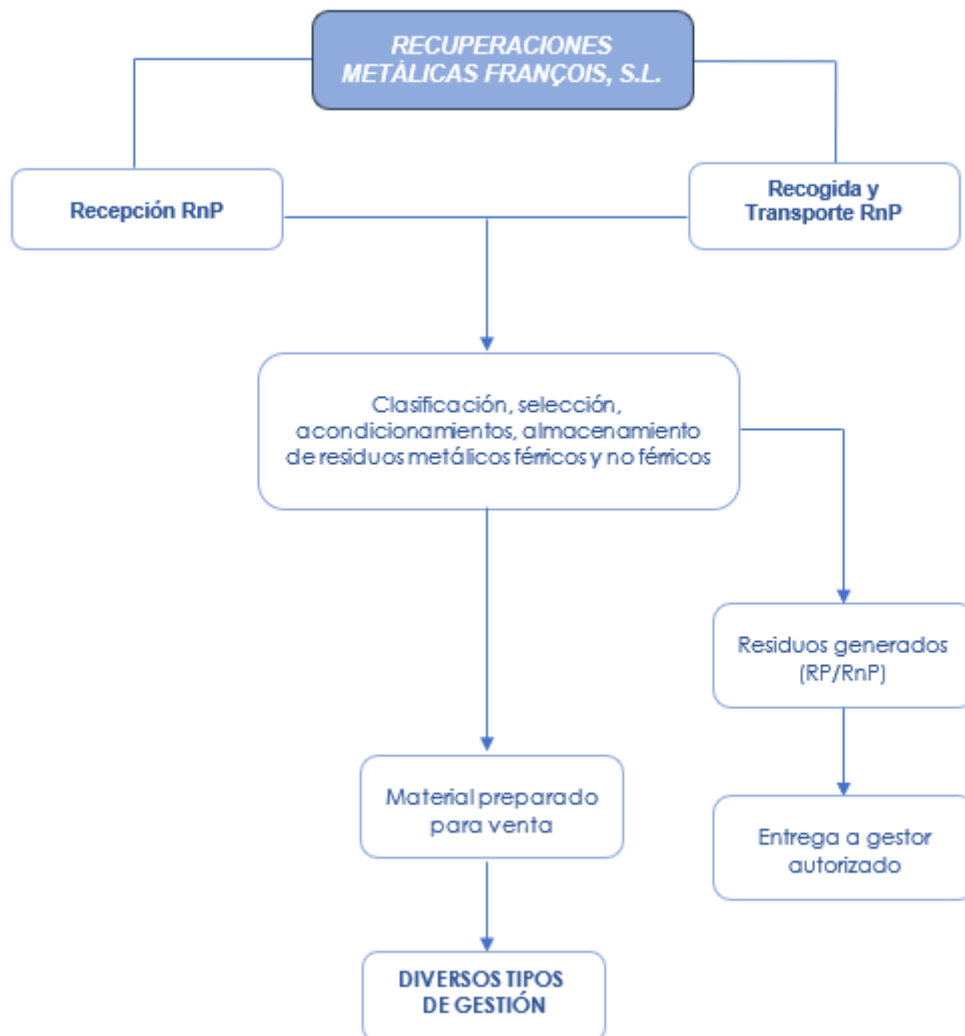 RECUPERACIONES
METÁLICAS FRANÇOIS, S.L.
Recepción RnP
Recogida y
Transporte RnP
Clasificación, selección,
acondicionamientos, almacenamiento
de residuos metálicos férricos y no férricos
Residuos generados
(RP/RnP)
Material preparado
para venta
Entrega a gestor
autorizado
DIVERSOS TIPOS
DE GESTIÓN